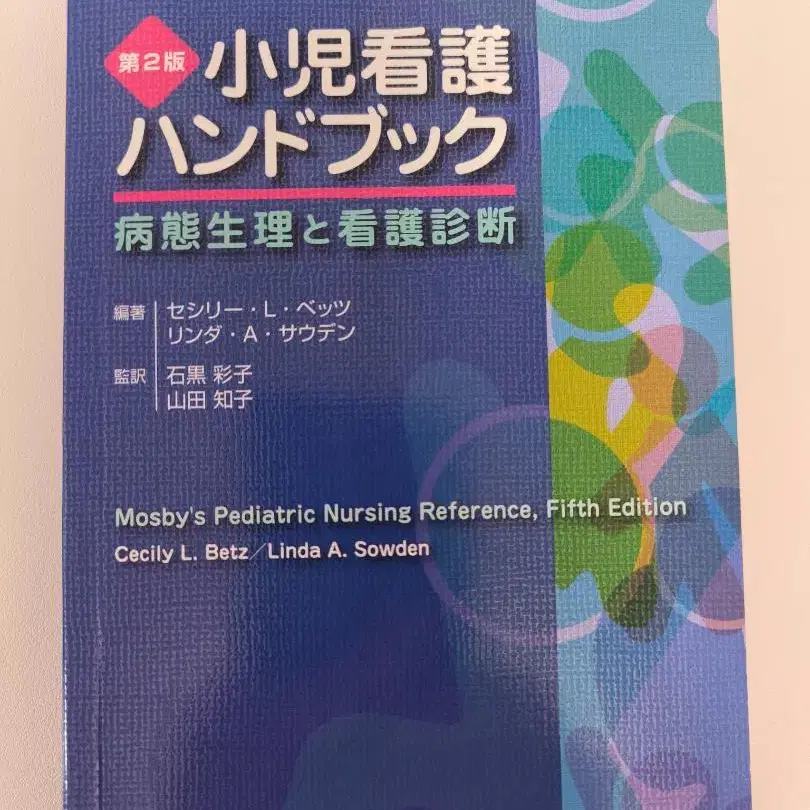 第2版
小児看護
ハンドブック
病態生理と看護診断
編著
セシリー・L・ベッツ
リンダ・A・サウデン
監訳
石黒 彩子
山田 知子
Mosby's Pediatric Nursing Reference, Fifth Edition
Cecily L. Betz／Linda A. Sowden